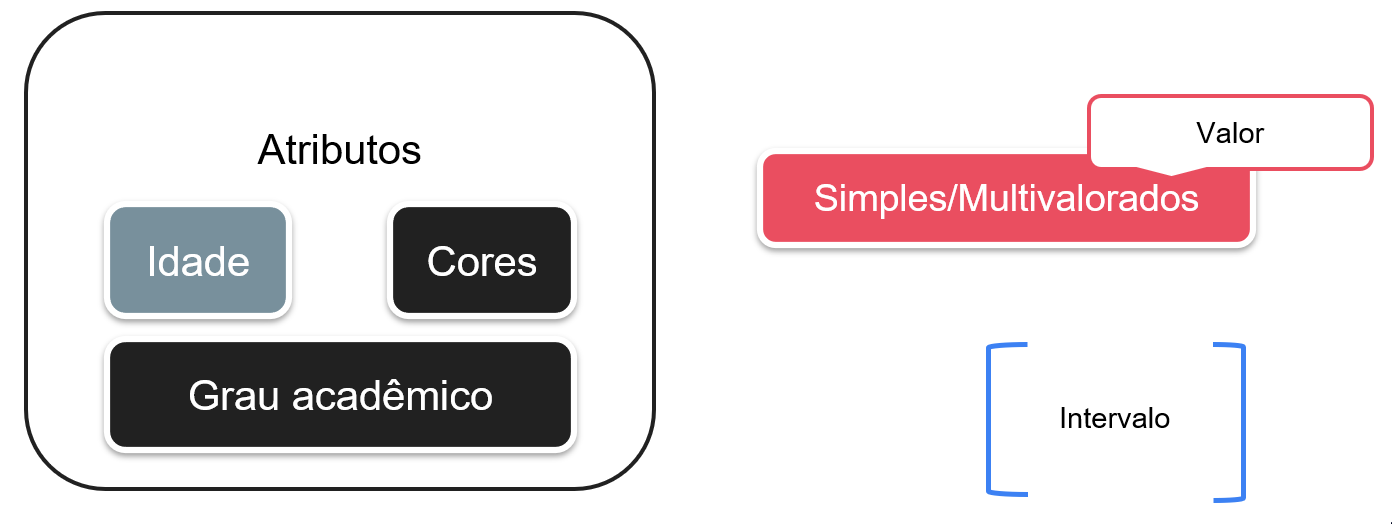 Atributos
Idade
Cores
Grau acadêmico
Valor
Simples/Multivalorados
Intervalo